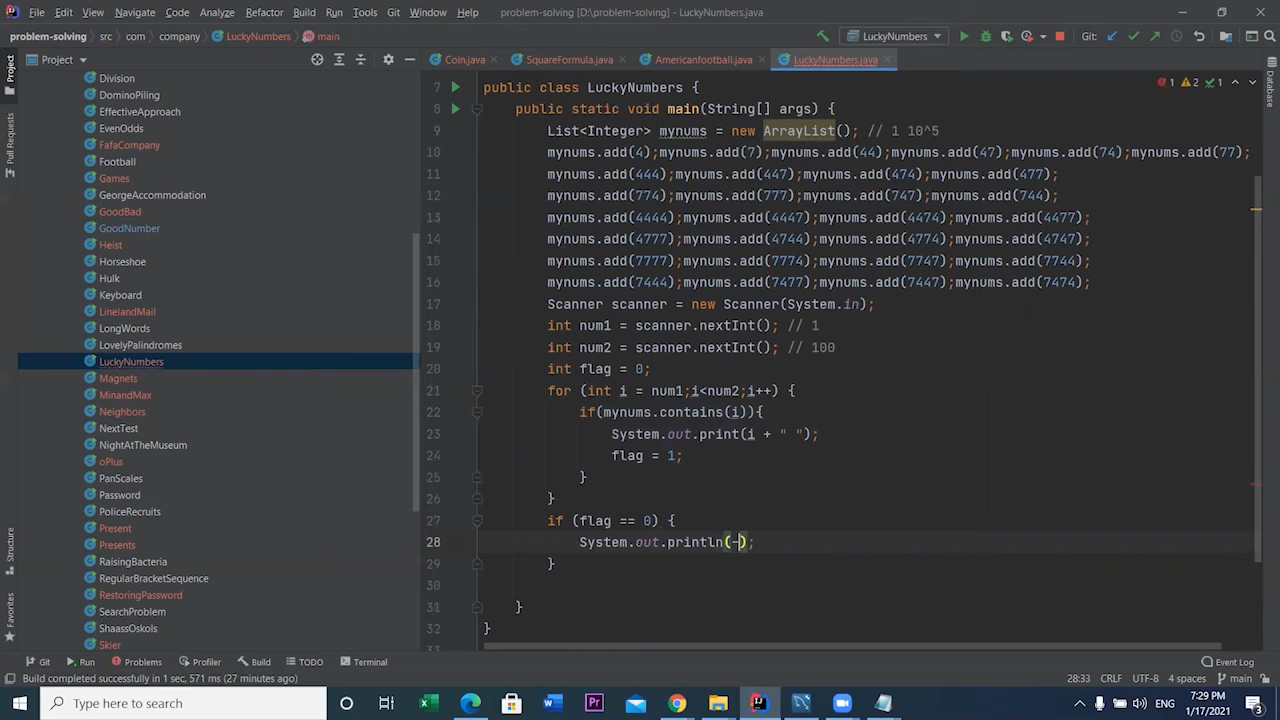 File Edit View Navigate Code Analyze Refactor Build Run Tools Git Window Help problem-solving [D:\problem-solving] - LuckyNumbers.java
problem-solving src com company LuckyNumbers main LuckyNumbers Git:
Project Coin.java SquareFormula.java Americanfootball.java LuckyNumbers.java
Project
Pull Requests
Structure
Favorites
Database
Division
DominoPiling
EffectiveApproach
EvenOdds
FafaCompany
Football
Games
GeorgeAccommodation
GoodBad
GoodNumber
Heist
Horseshoe
Hulk
Keyboard
LinelandMail
LongWords
LovelyPalindromes
LuckyNumbers
Magnets
MinandMax
Neighbors
NextTest
NightAtTheMuseum
oPlus
PanScales
Password
PoliceRecruits
Present
Presents
RaisingBacteria
RegularBracketSequence
RestoringPassword
SearchProblem
ShaassOskols
Skier
1 2 1
7 public class LuckyNumbers {
8 public static void main(String[] args) {
9 List<Integer> mynums = new ArrayList(); // 1 10^5
10 mynums.add(4);mynums.add(7);mynums.add(44);mynums.add(47);mynums.add(74);mynums.add(77);
11 mynums.add(444);mynums.add(447);mynums.add(474);mynums.add(477);
12 mynums.add(774);mynums.add(777);mynums.add(747);mynums.add(744);
13 mynums.add(4444);mynums.add(4447);mynums.add(4474);mynums.add(4477);
14 mynums.add(4777);mynums.add(4744);mynums.add(4774);mynums.add(4747);
15 mynums.add(7777);mynums.add(7774);mynums.add(7747);mynums.add(7744);
16 mynums.add(7444);mynums.add(7477);mynums.add(7447);mynums.add(7474);
17 Scanner scanner = new Scanner(System.in);
18 int num1 = scanner.nextInt(); // 1
19 int num2 = scanner.nextInt(); // 100
20 int flag = 0;
21 for (int i = num1;i<num2;i++) {
22 if(mynums.contains(i)){
23 System.out.print(i + " ");
24 flag = 1;
25 }
26 }
27 if (flag == 0) {
28 System.out.println(-);
29 }
30
31 }
32 }
Git Run Problems Profiler Build TODO Terminal Event Log
Build completed successfully in 1 sec, 571 ms (27 minutes ago) 28:33 CRLF UTF-8 4 spaces main
Type here to search 7:29 PM
1/17/2021